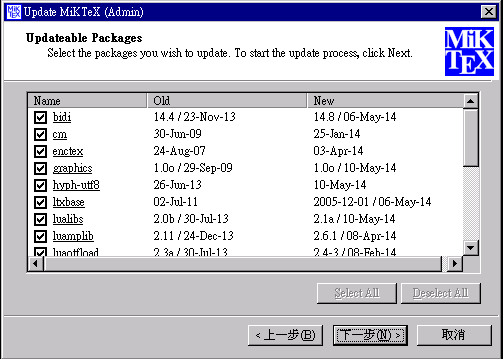 Update MiKTeX (Admin)
Updateable Packages
Select the packages you wish to update. To start the update process, click Next.
MiK
TEX
Name Old New
bidi 14.4 / 23-Nov-13 14.8 / 06-May-14
cm 30-Jun-09 25-Jan-14
enctex 24-Aug-07 03-Apr-14
graphics 1.0o / 29-Sep-09 1.0o / 10-May-14
hyph-utf8 26-Jun-13 10-May-14
ltxbase 02-Jul-11 2005-12-01 / 06-May-14
lualibs 2.0b / 30-Jul-13 2.1a / 10-May-14
luamplib 2.11 / 24-Dec-13 2.6.1 / 08-Apr-14
luaotfload 2.3a / 30-Jul-13 2.4-3 / 08-Feb-14
Select All Deselect All
< 上一步(B) 下一步(N) > 取消